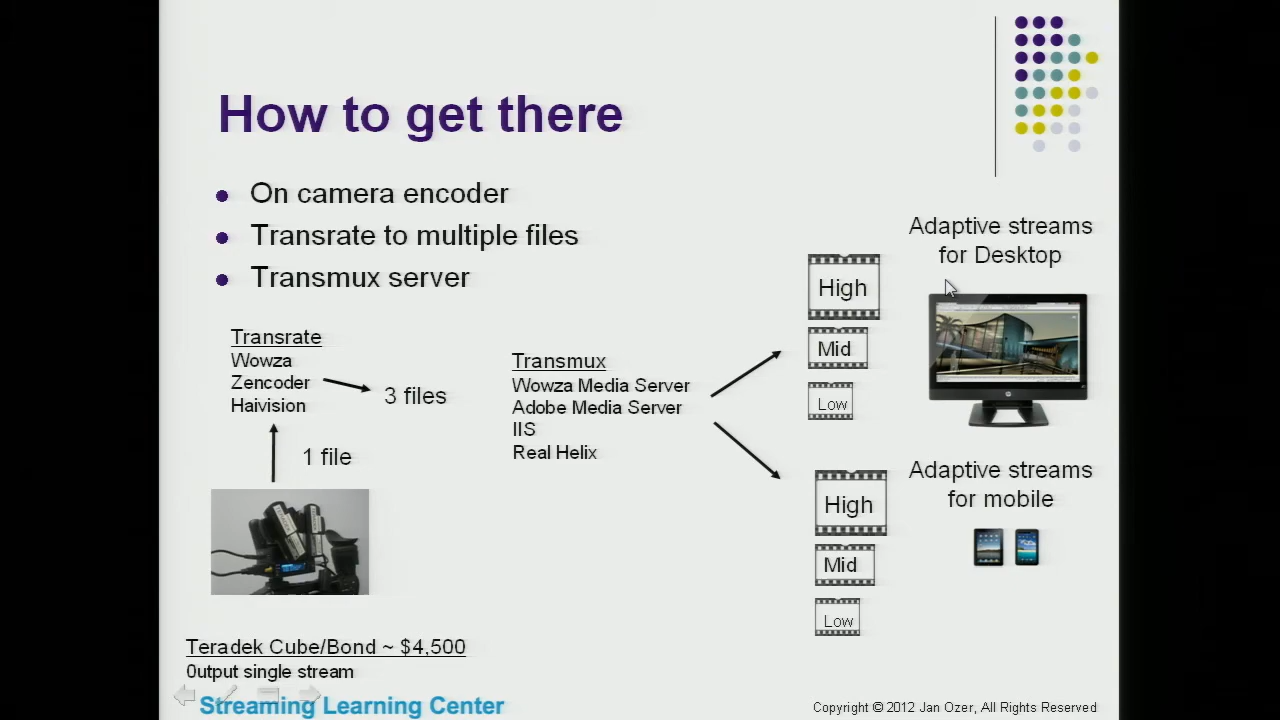 How to get there
On camera encoder
Transrate to multiple files
Transmux server
Transrate
Wowza
Zencoder
Haivision
3 files
1 file
Transmux
Wowza Media Server
Adobe Media Server
IIS
Real Helix
High
Mid
Low
Adaptive streams
for Desktop
High
Mid
Low
Adaptive streams
for mobile
Teradek Cube/Bond ~ $4,500
0utput single stream
Streaming Learning Center
Copyright © 2012 Jan Ozer, All Rights Reserved